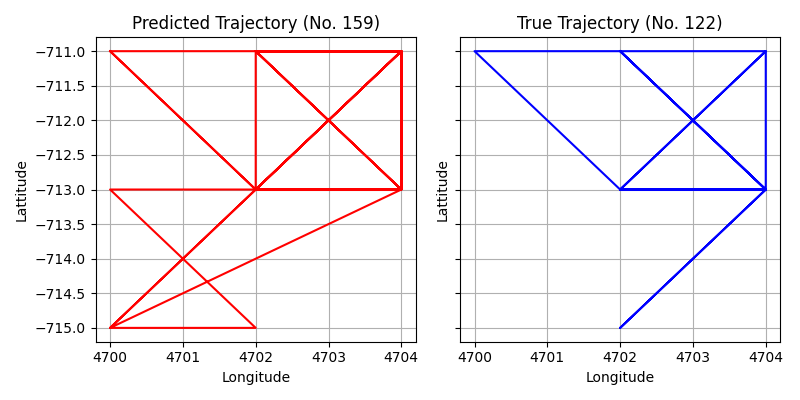 Predicted Trajectory (No. 159)
True Trajectory (No. 122)
−711.0
−711.5
−712.0
−712.5
−713.0
−713.5
−714.0
−714.5
−715.0
Lattitude
Lattitude
4700 4701 4702 4703 4704
4700 4701 4702 4703 4704
Longitude
Longitude